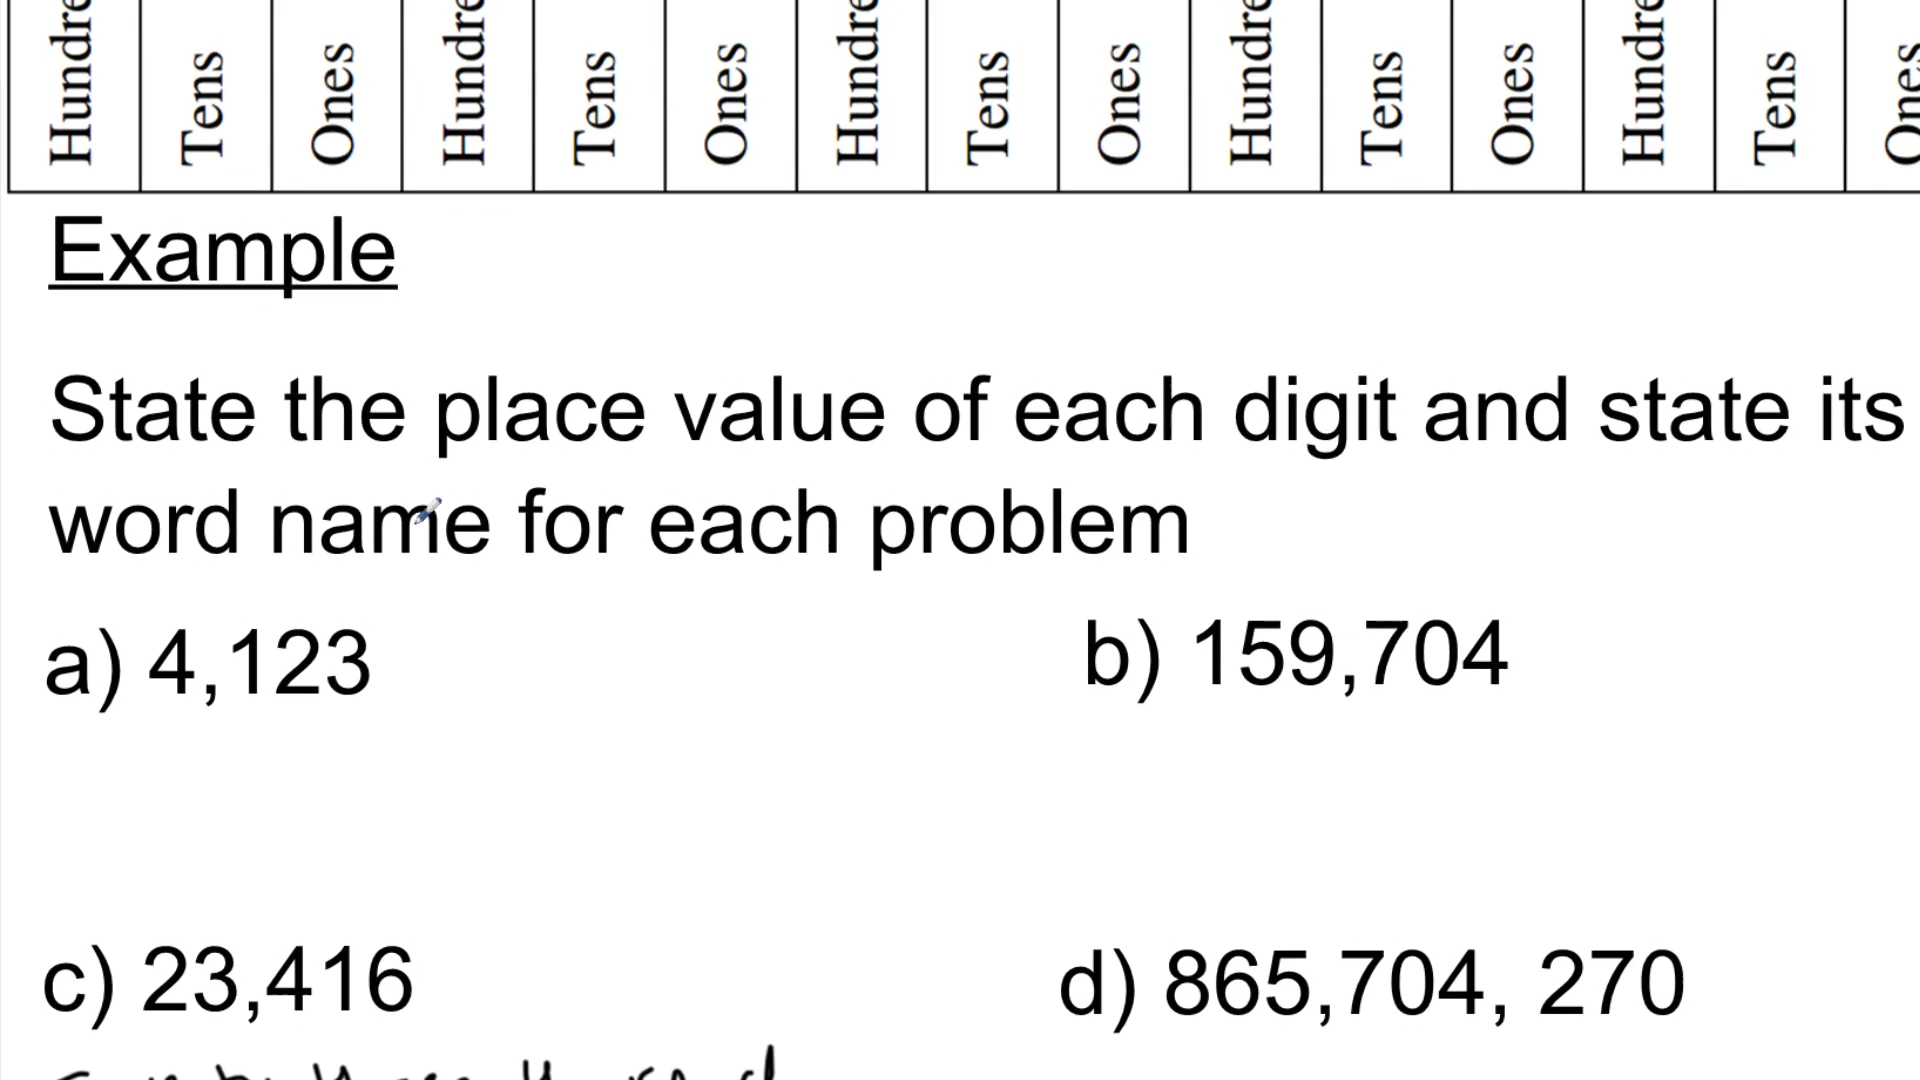 Tens Ones Tens Ones Tens Ones Tens Ones Tens
Example
State the place value of each digit and state its
word name for each problem
a) 4,123 b) 159,704
c) 23,416 d) 865,704, 270